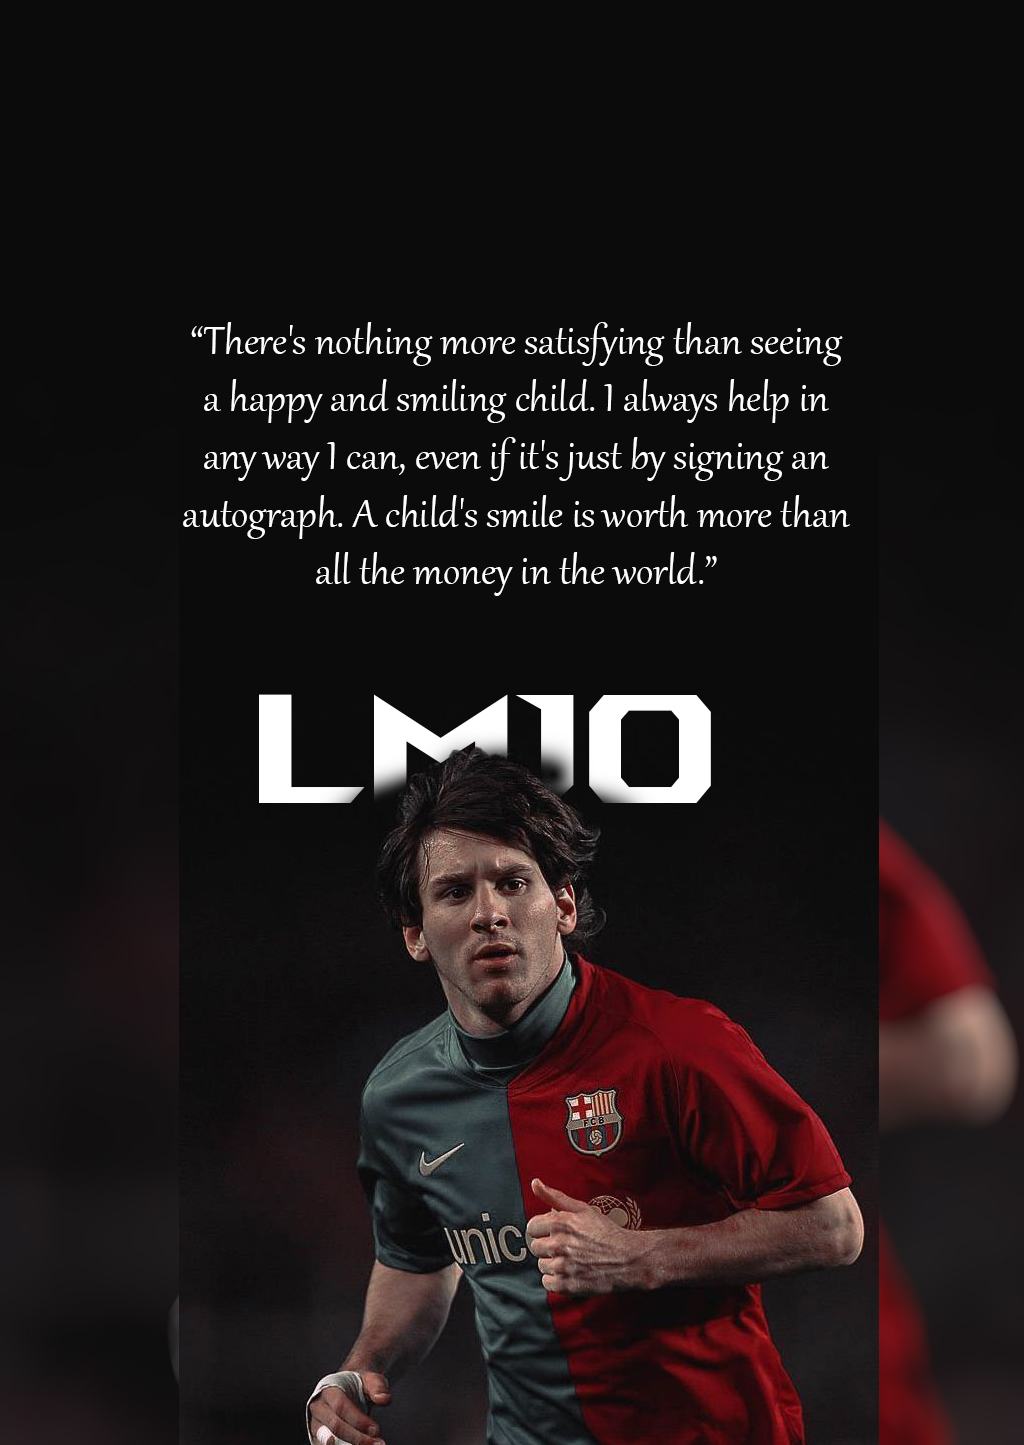 “There's nothing more satisfying than seeing
a happy and smiling child. I always help in
any way I can, even if it's just by signing an
autograph. A child's smile is worth more than
all the money in the world.”
LM10
FCB
unic